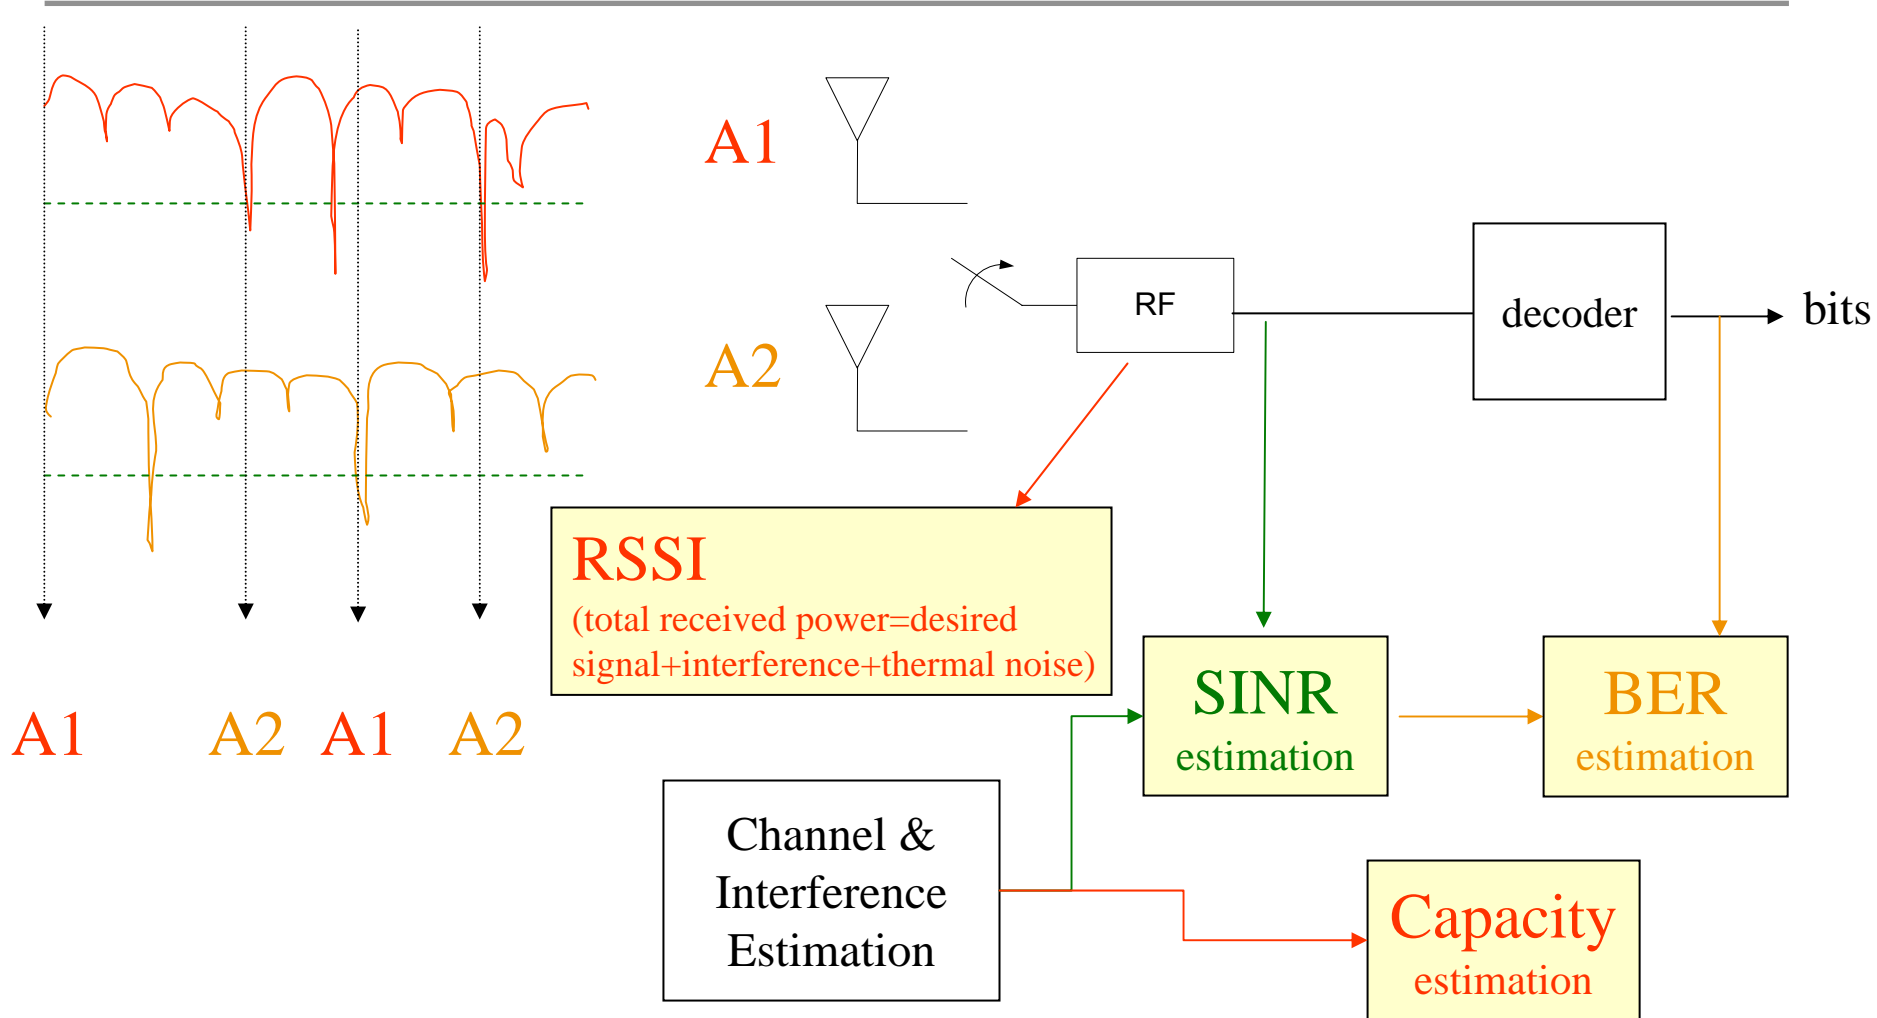 A1
RF
decoder
bits
A2
RSSI
(total received power=desired
signal+interference+thermal noise)
SINR
estimation
BER
estimation
A1
A2
A1
A2
Channel &
Interference
Estimation
Capacity
estimation